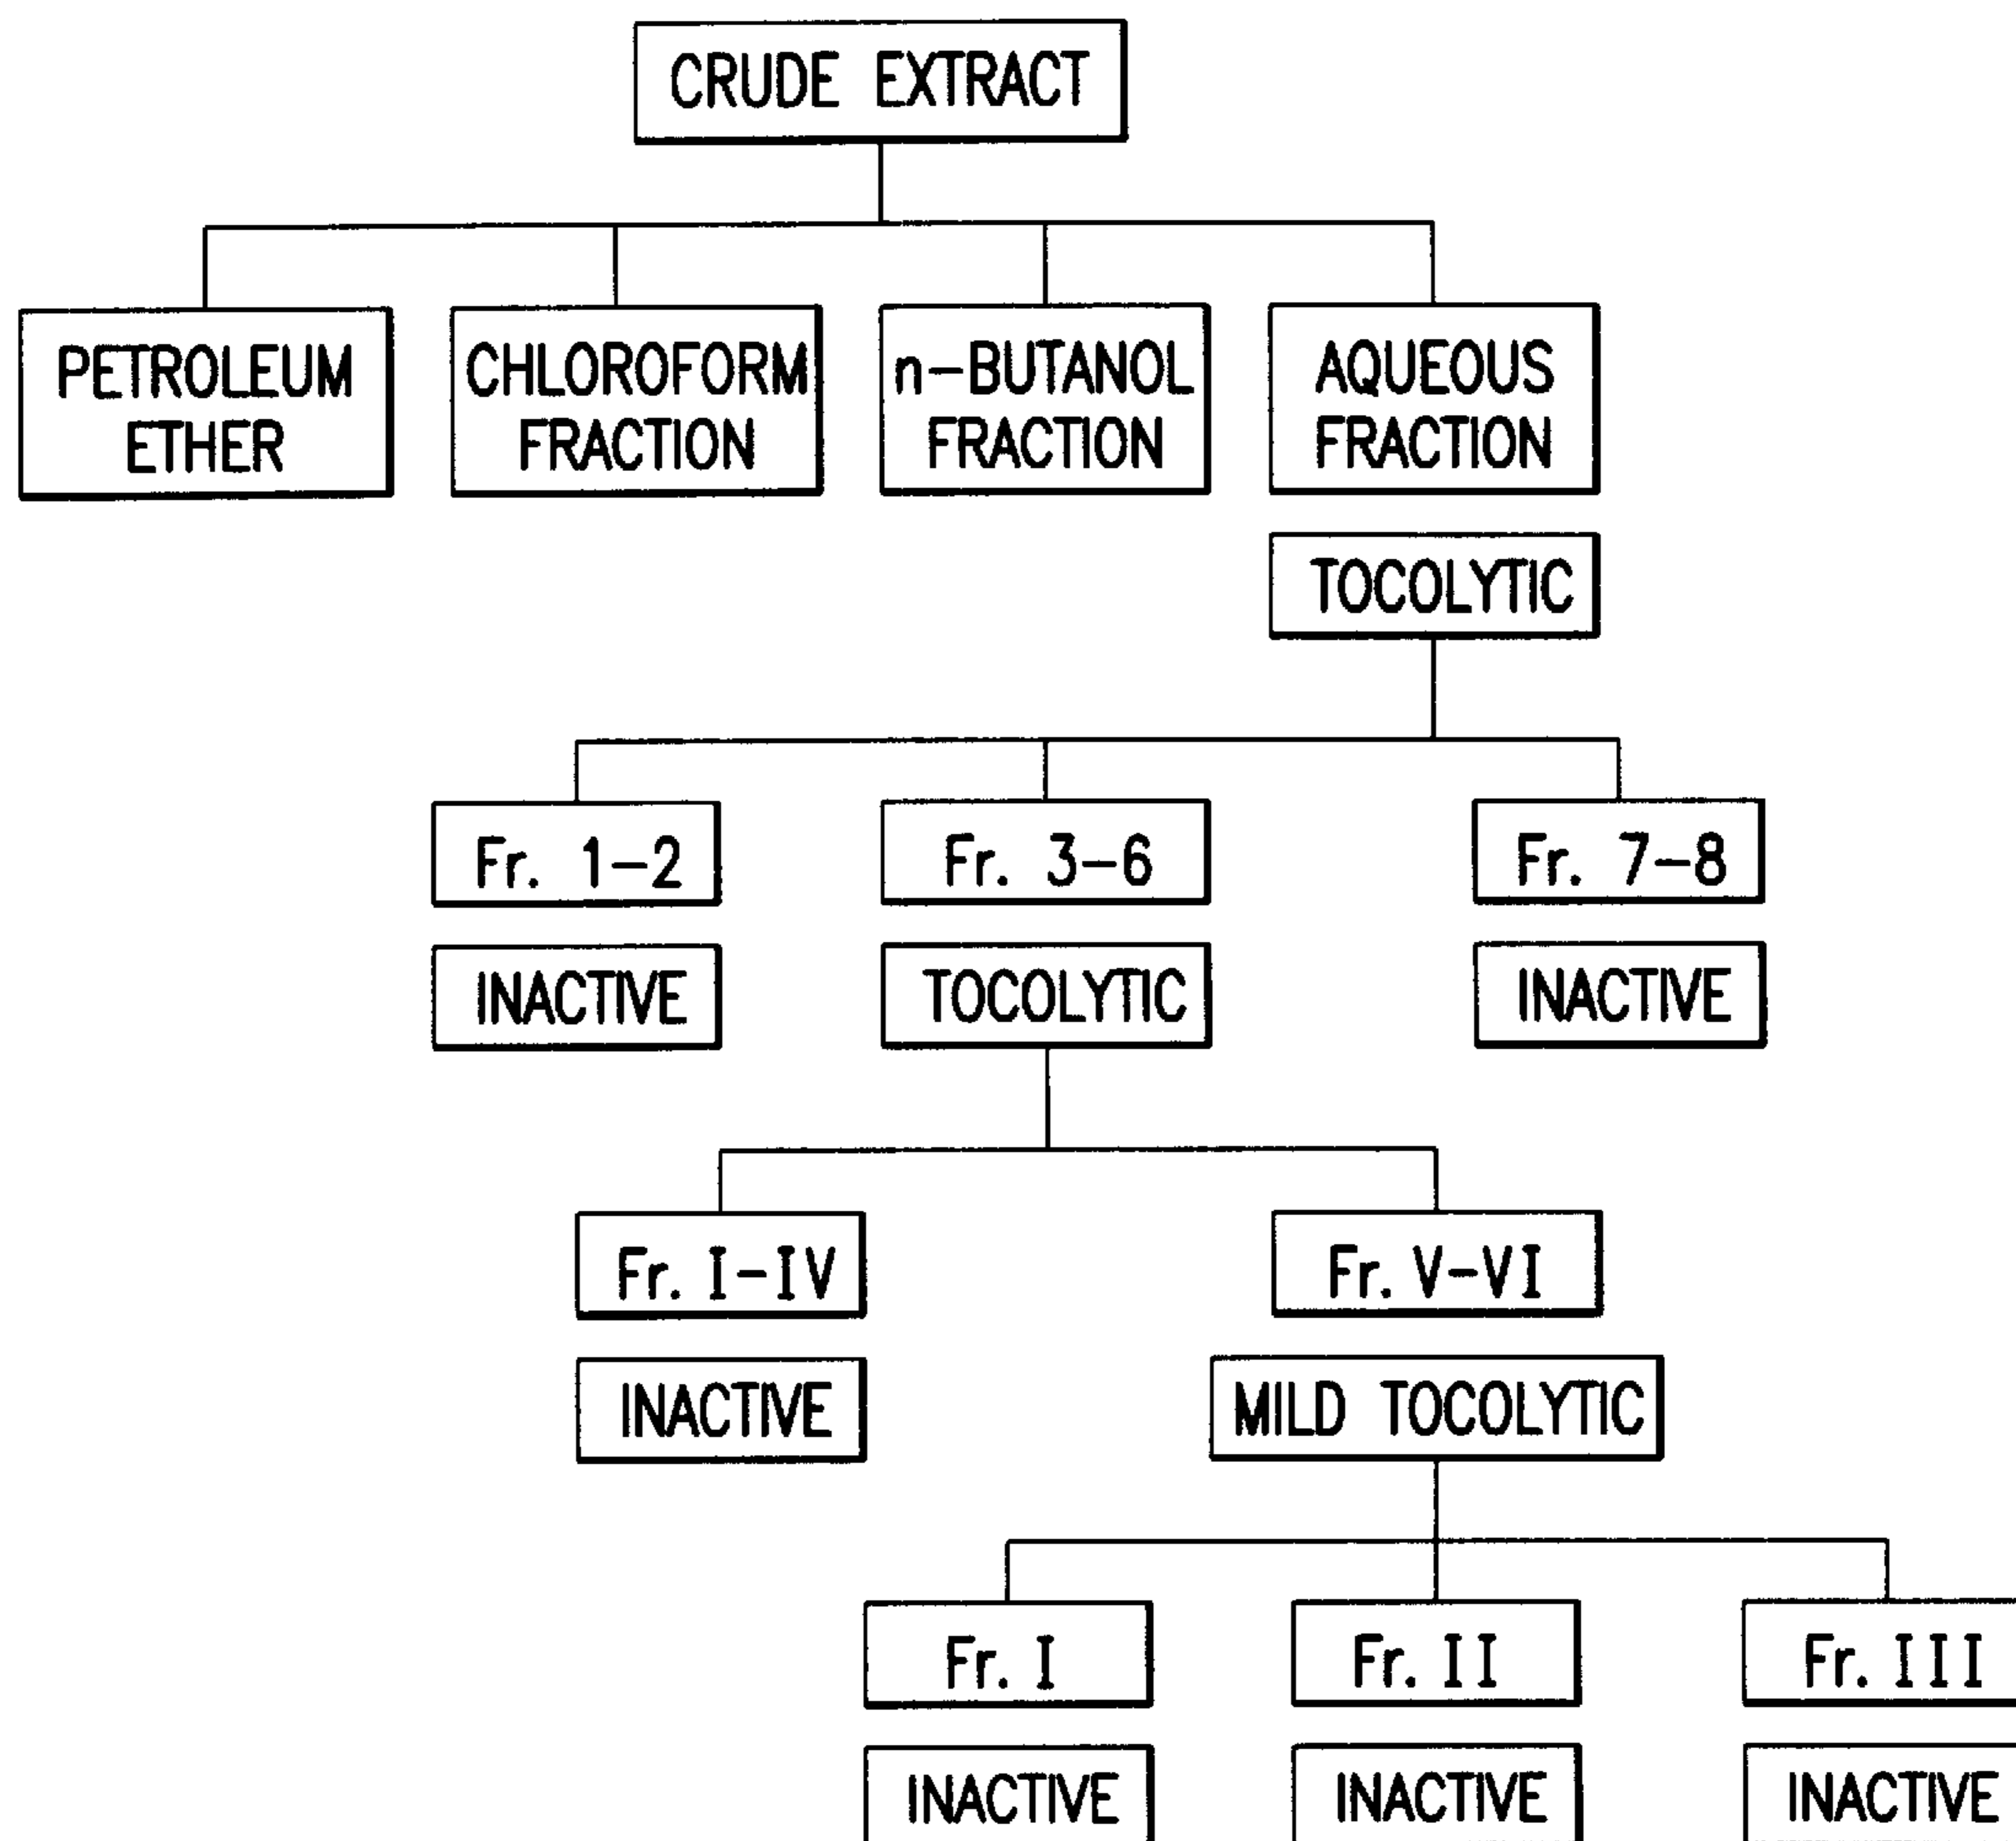 CRUDE EXTRACT
PETROLEUM
ETHER
CHLOROFORM
FRACTION
n-BUTANOL
FRACTION
AQUEOUS
FRACTION
TOCOLYTIC
Fr. 1-2
Fr. 3-6
Fr. 7-8
INACTIVE
TOCOLYTIC
INACTIVE
Fr. I-IV
Fr. V-VI
INACTIVE
MILD TOCOLYTIC
Fr. I
Fr. II
Fr. III
INACTIVE
INACTIVE
INACTIVE